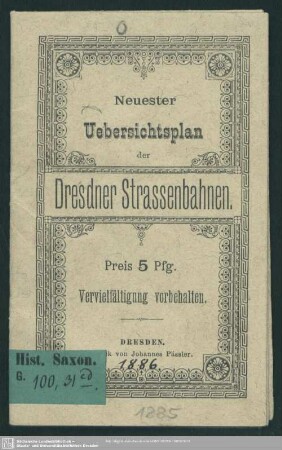 Neuester
Uebersichtsplan
der
Dresdner Strassenbahnen.
Preis 5 Pfg.
Vervielfältigung vorbehalten.
DRESDEN.
von Johannes Pässler.
1886
Hist. Saxon.
G. 100, 31
1885